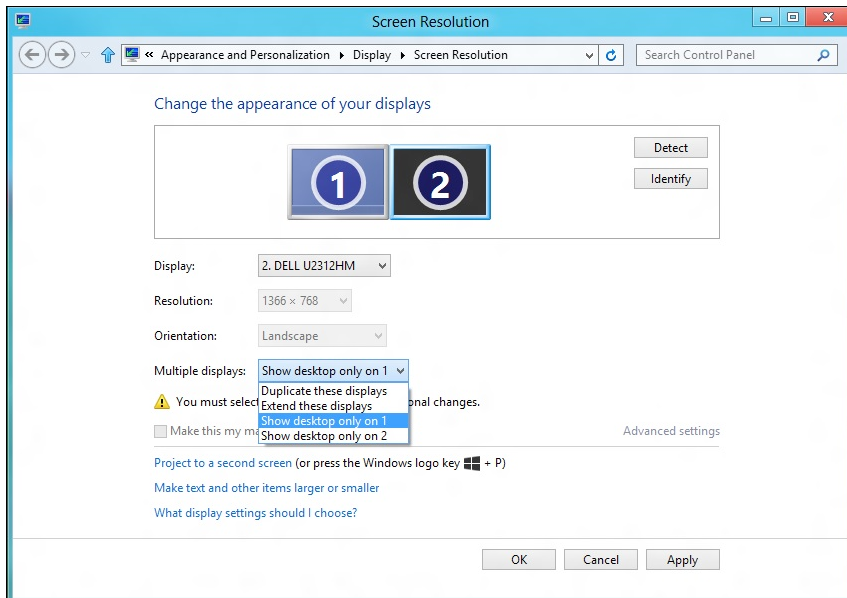 Screen Resolution
« Appearance and Personalization ▸ Display ▸ Screen Resolution
Search Control Panel
Change the appearance of your displays
1
2
Detect
Identify
Display:
2. DELL U2312HM
Resolution:
1366 × 768
Orientation:
Landscape
Multiple displays:
Show desktop only on 1
Duplicate these displays
Extend these displays
Show desktop only on 1
Show desktop only on 2
You must select onal changes.
Make this my ma
Advanced settings
Project to a second screen (or press the Windows logo key + P)
Make text and other items larger or smaller
What display settings should I choose?
OK
Cancel
Apply